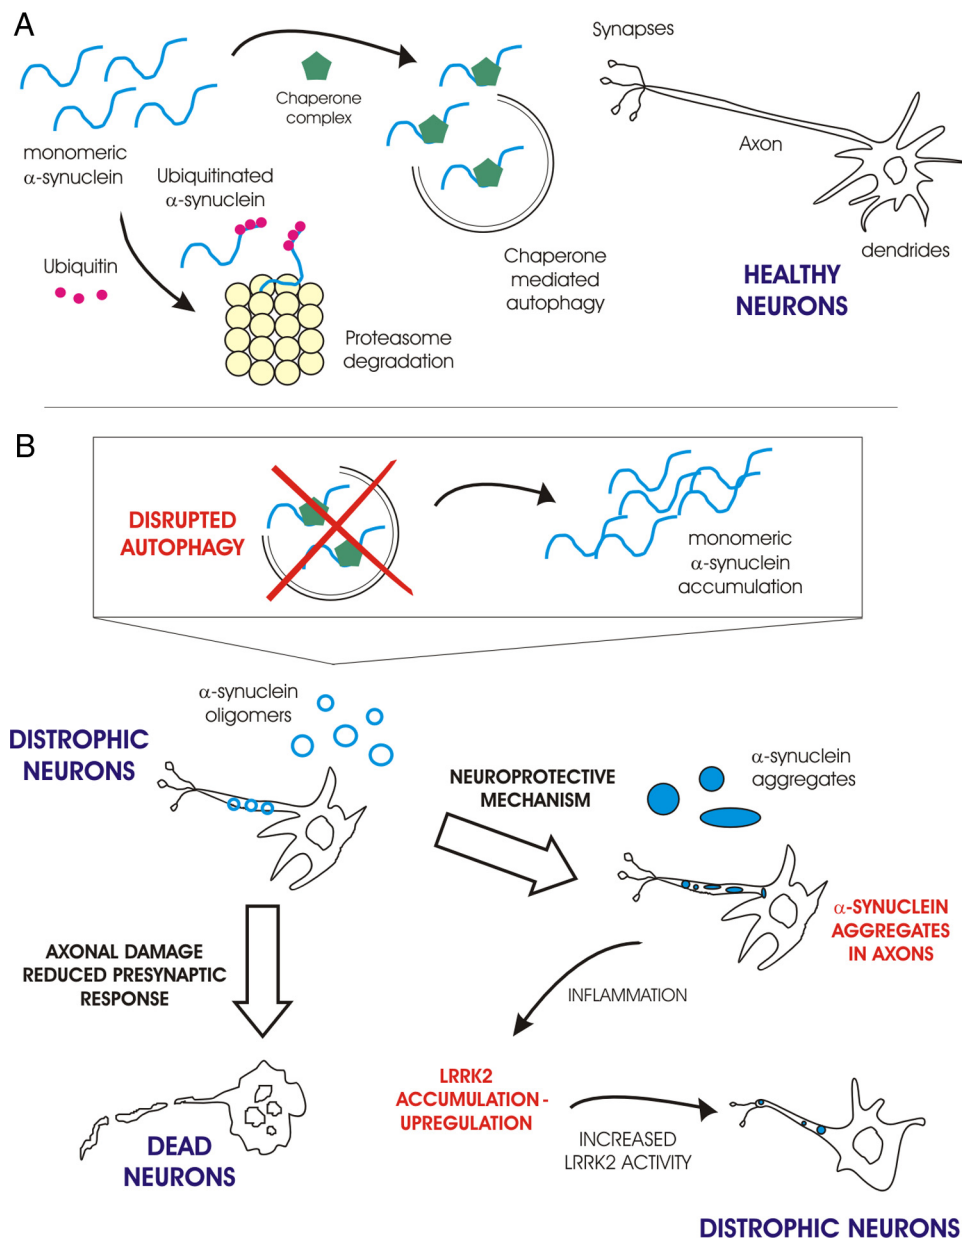 A
Synapses
Chaperone
complex
monomeric
α-synuclein
Axon
Ubiquitinated
α-synuclein
dendrides
Chaperone
mediated
autophagy
Ubiquitin
HEALTHY
NEURONS
Proteasome
degradation
B
DISRUPTED
AUTOPHAGY
monomeric
α-synuclein
accumulation
α-synuclein
oligomers
DISTROPHIC
NEURONS
NEUROPROTECTIVE
MECHANISM
α-synuclein
aggregates
α-SYNUCLEIN
AGGREGATES
IN AXONS
AXONAL DAMAGE
REDUCED PRESYNAPTIC
RESPONSE
INFLAMMATION
LRRK2
ACCUMULATION-
UPREGULATION
INCREASED
LRRK2 ACTIVITY
DEAD
NEURONS
DISTROPHIC NEURONS